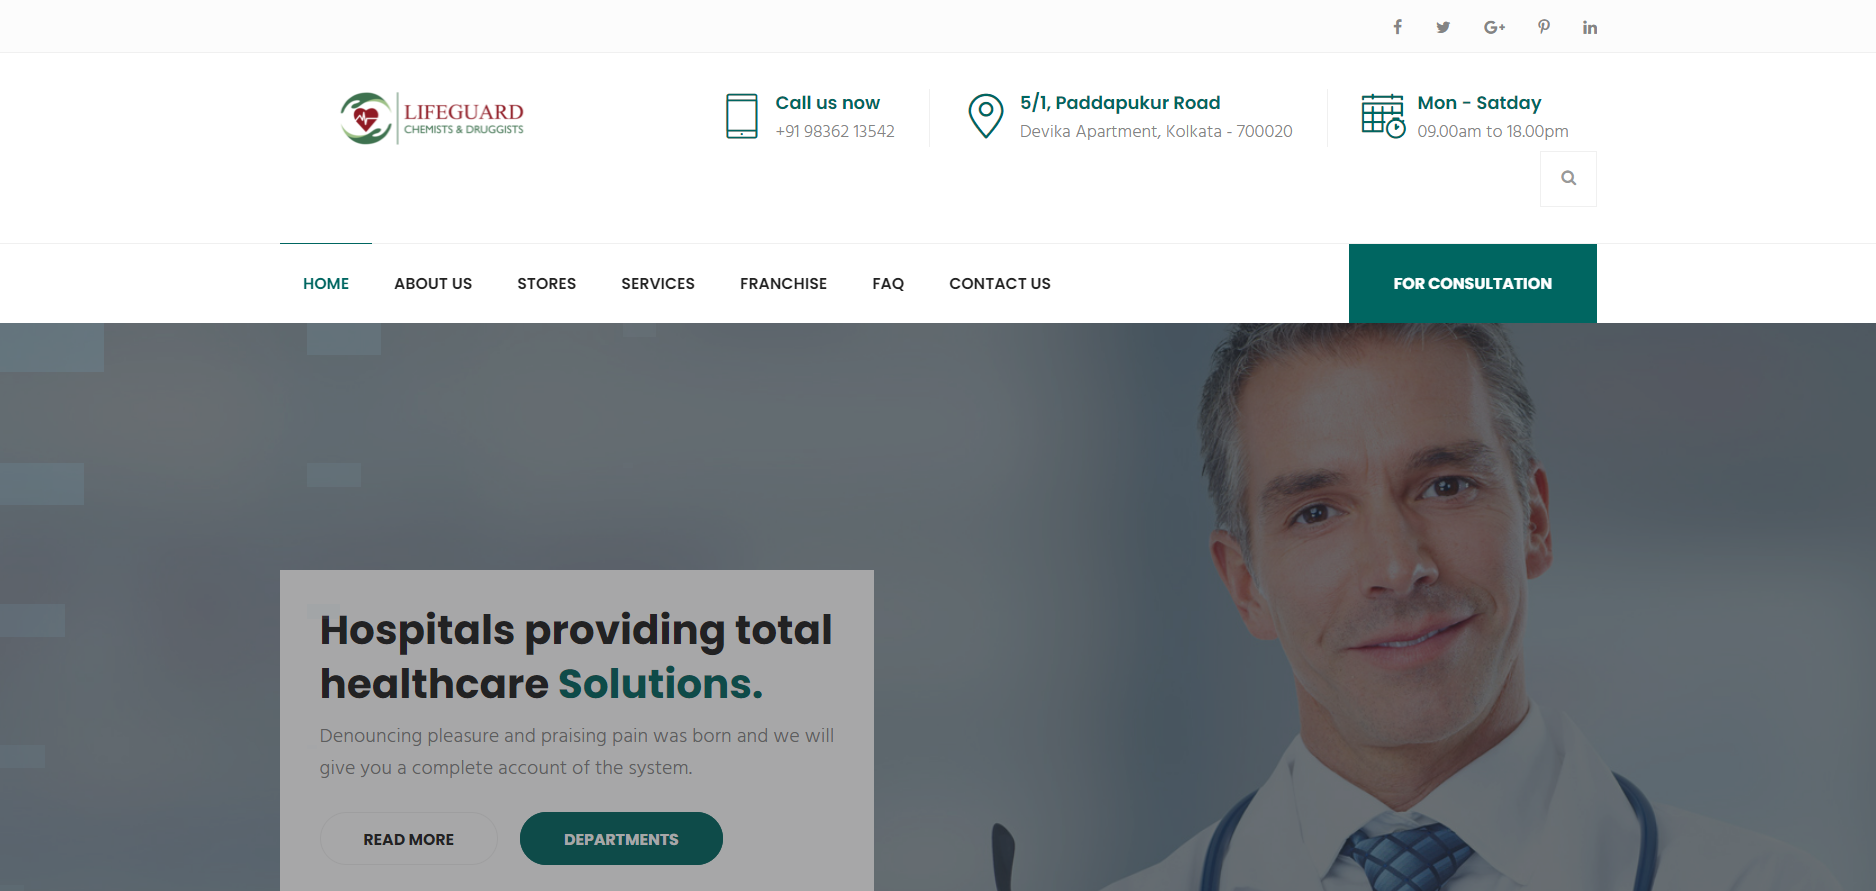 LIFEGUARD
CHEMISTS & DRUGGISTS
Call us now
+91 98362 13542
5/1, Paddapukur Road
Devika Apartment, Kolkata - 700020
Mon - Satday
09.00am to 18.00pm
HOME ABOUT US STORES SERVICES FRANCHISE FAQ CONTACT US FOR CONSULTATION
Hospitals providing total
healthcare Solutions.
Denouncing pleasure and praising pain was born and we will
give you a complete account of the system.
READ MORE DEPARTMENTS